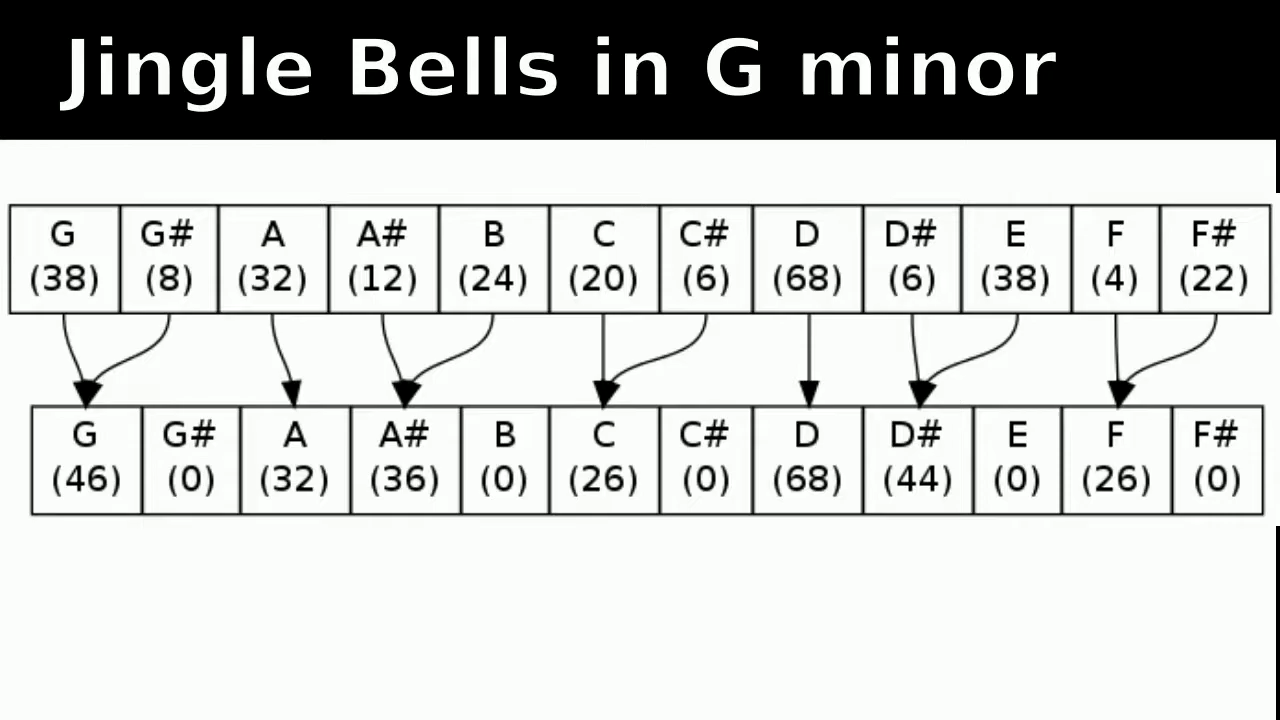 Jingle Bells in G minor
G G# A A# B C C# D D# E F F#
(38) (8) (32) (12) (24) (20) (6) (68) (6) (38) (4) (22)
G G# A A# B C C# D D# E F F#
(46) (0) (32) (36) (0) (26) (0) (68) (44) (0) (26) (0)